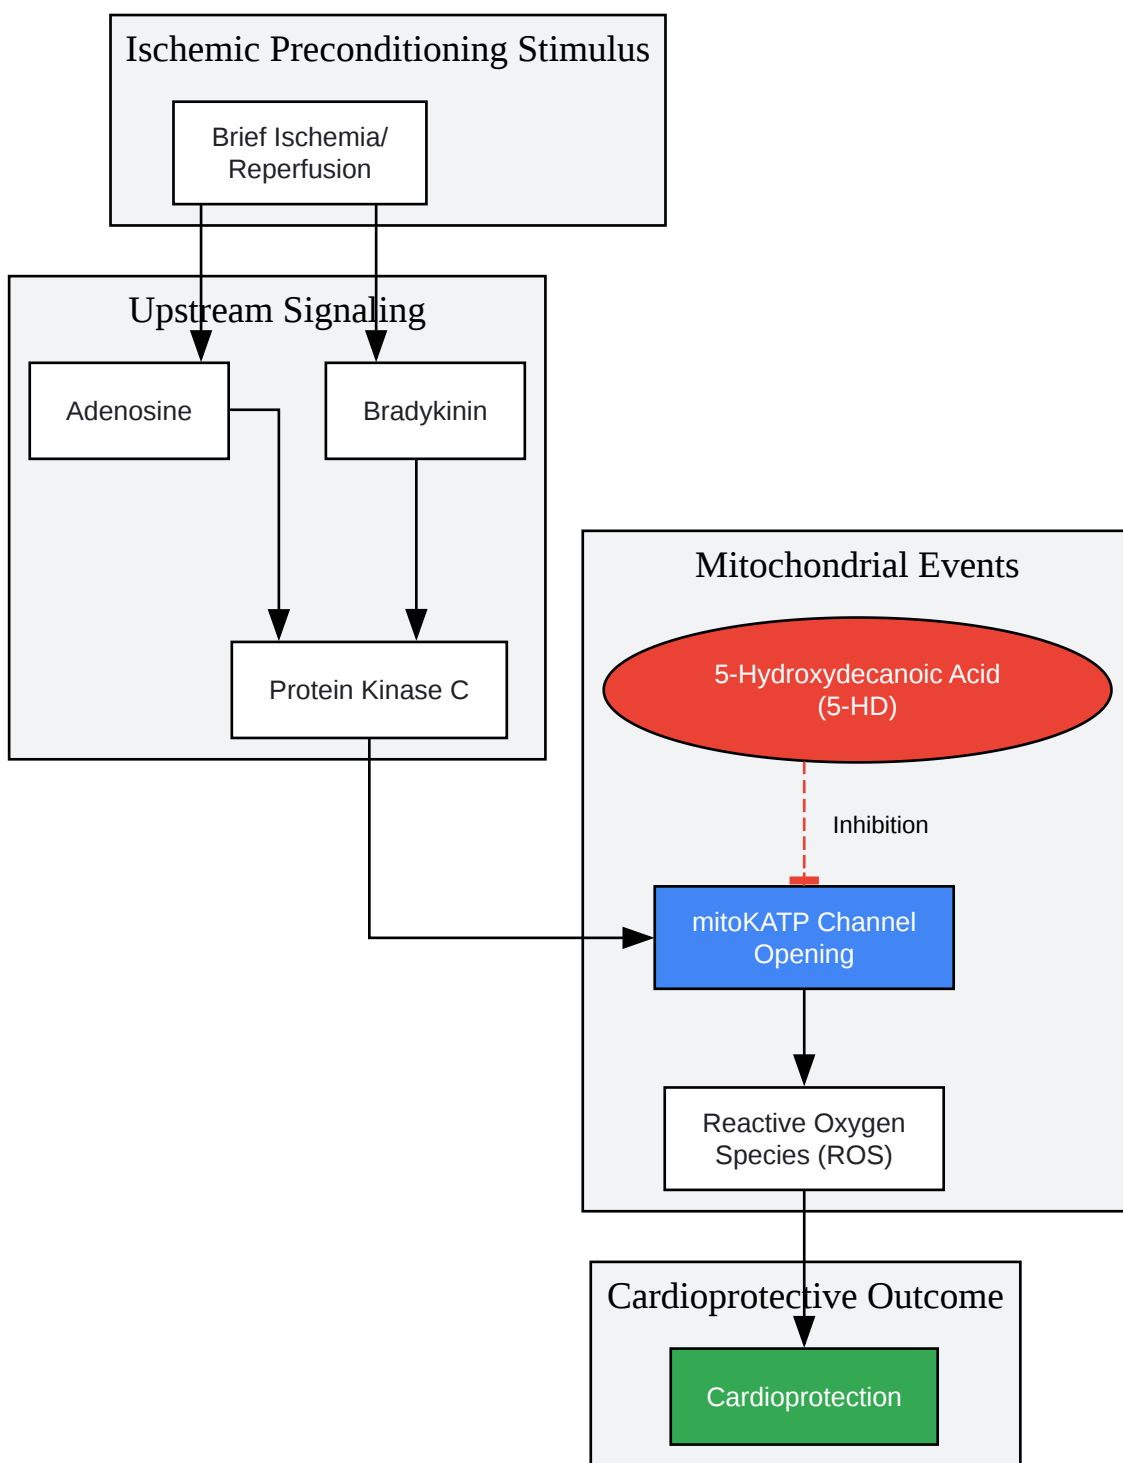 Ischemic Preconditioning Stimulus
Brief Ischemia/
Reperfusion
Upstream Signaling
Adenosine
Bradykinin
Protein Kinase C
Mitochondrial Events
5-Hydroxydecanoic Acid
(5-HD)
Inhibition
mitoKATP Channel
Opening
Reactive Oxygen
Species (ROS)
Cardioprotective Outcome
Cardioprotection